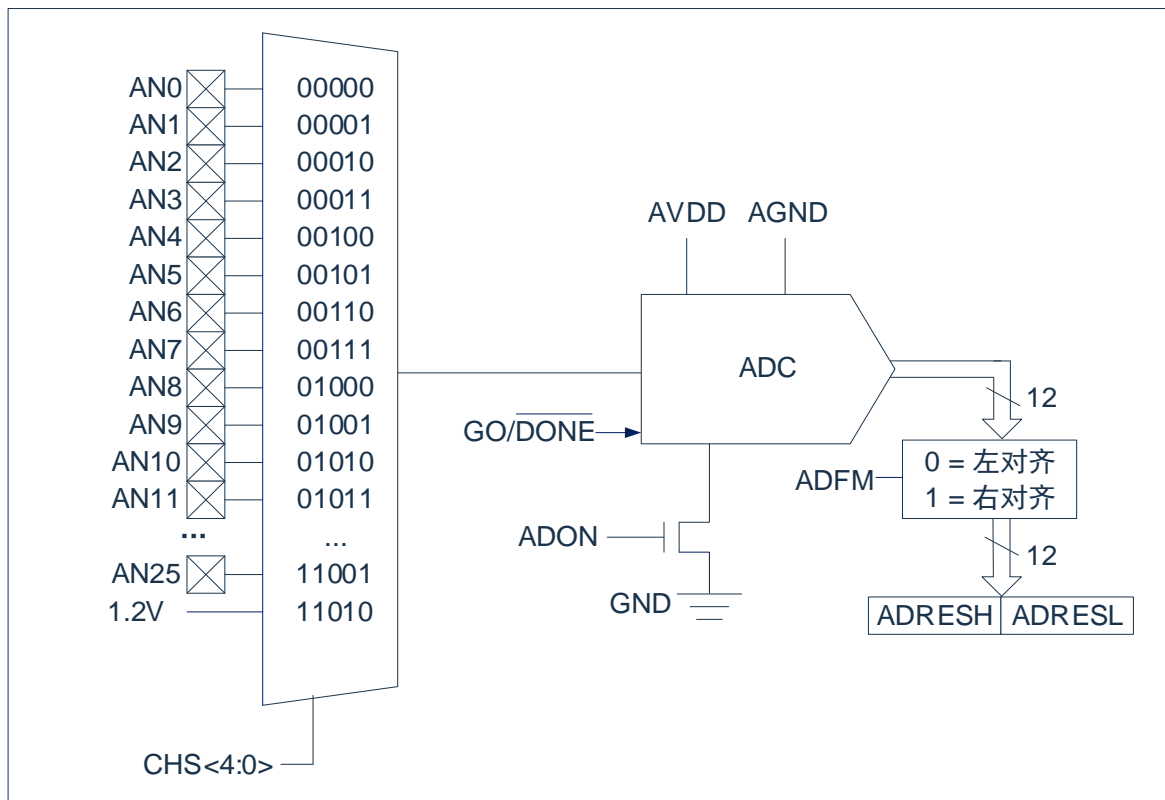 AN0 00000
AN1 00001
AN2 00010
AN3 00011
AN4 00100
AN5 00101
AN6 00110
AN7 00111
AN8 01000
AN9 01001
AN10 01010
AN11 01011
... ...
AN25 11001
1.2V 11010
CHS<4:0>
AVDD AGND
ADC
GO/DONE
ADON
GND
12
ADFM
0 = 左对齐
1 = 右对齐
12
ADRESH ADRESL